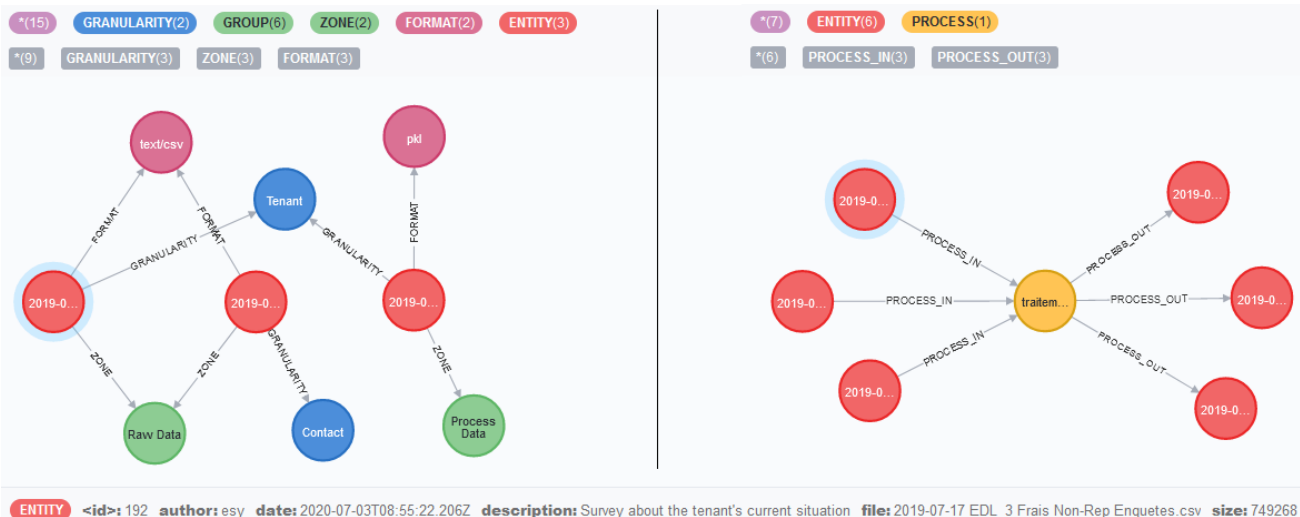 *(15) GRANULARITY(2) GROUP(6) ZONE(2) FORMAT(2) ENTITY(3)
*(9) GRANULARITY(3) ZONE(3) FORMAT(3)
text/csv
pkl
Tenant
FORMAT
FORMAT
GRANULARITY
GRANULARITY
FORMAT
2019-0...
2019-0...
2019-0...
ZONE
ZONE
GRANULARITY
ZONE
Raw Data
Contact
Process
Data
*(7) ENTITY(6) PROCESS(1)
*(6) PROCESS_IN(3) PROCESS_OUT(3)
2019-0...
2019-0...
PROCESS_IN
PROCESS_OUT
2019-0...
PROCESS_IN
traitem...
PROCESS_OUT
2019-0...
PROCESS_IN
PROCESS_OUT
2019-0...
2019-0...
ENTITY <id>: 192 author: esy date: 2020-07-03T08:55:22.206Z description: Survey about the tenant's current situation file: 2019-07-17 EDL_3 Frais Non-Rep Enquetes.csv size: 749268